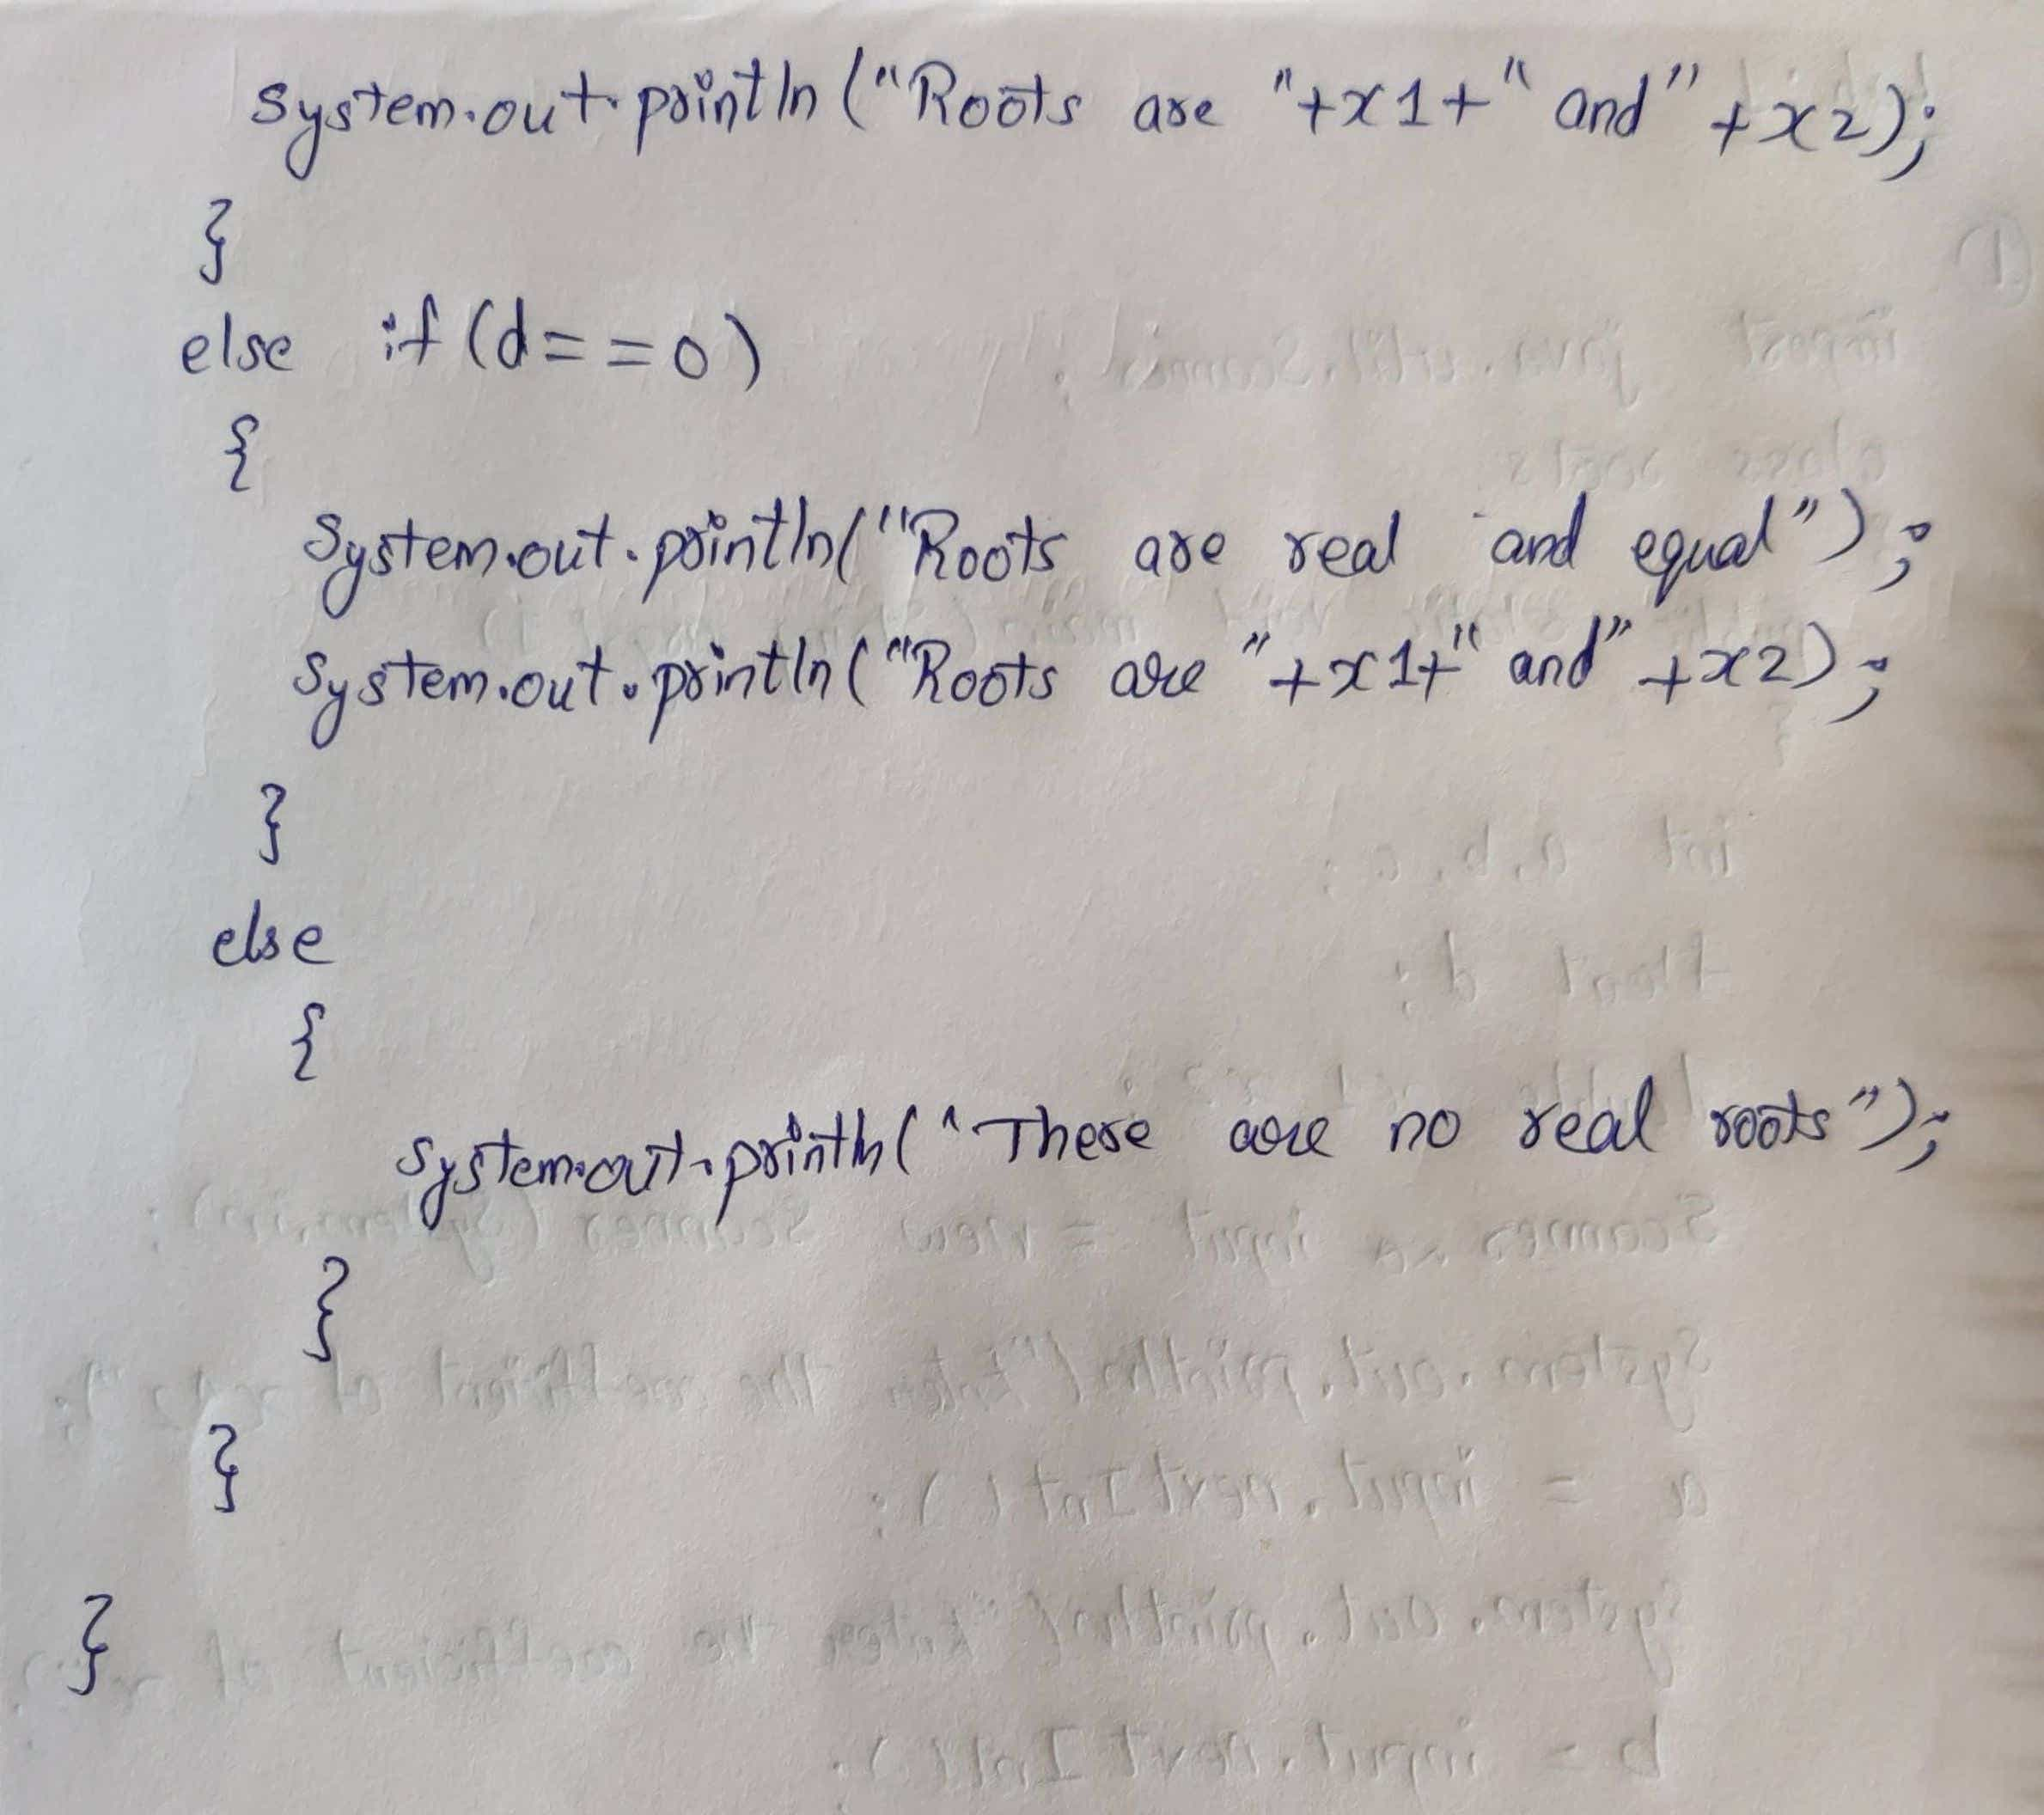 System.out.println ("Roots are "+x1+" and"+x2);
}
else if (d==0)
{
System.out.println("Roots are real and equal");
System.out.println("Roots are "+x1+" and"+x2);
}
else
{
System.out.println("There are no real roots");
}
}
}